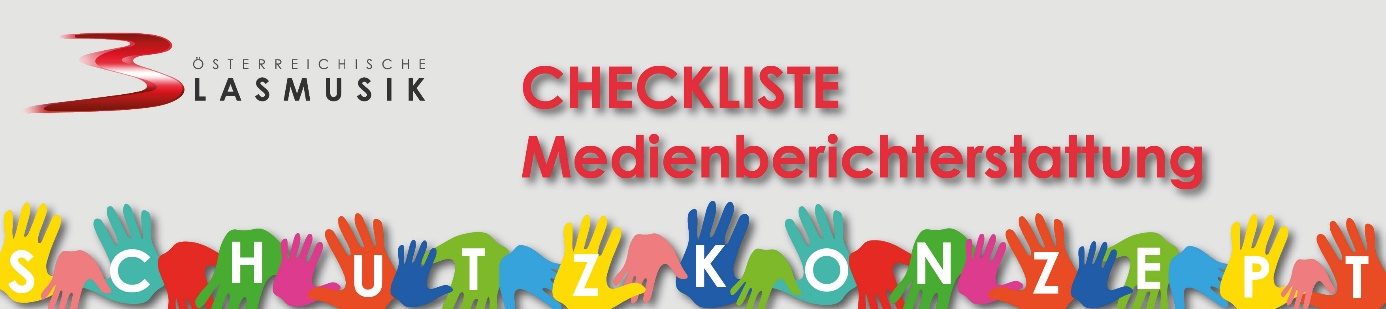 ÖSTERREICHISCHE
BLASMUSIK
CHECKLISTE
Medienberichterstattung
SCHUTZKONZEPT